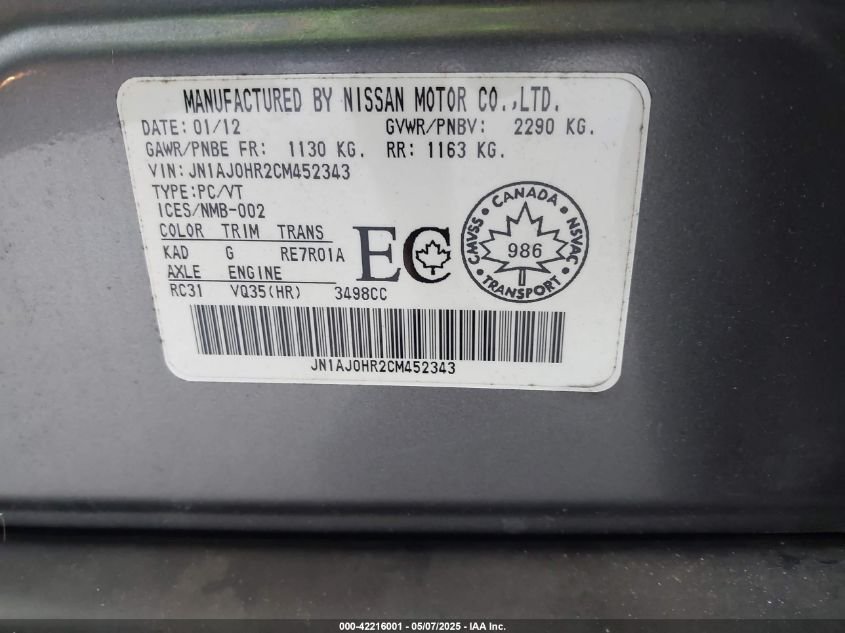 MANUFACTURED BY NISSAN MOTOR CO.,LTD.
DATE: 01/12 GVWR/PNBV: 2290 KG.
GAWR/PNBE FR: 1130 KG. RR: 1163 KG.
VIN: JN1AJ0HR2CM452343
TYPE:PC/VT
ICES/NMB-002
COLOR TRIM TRANS
KAD G RE7R01A
AXLE ENGINE
RC31 VQ35(HR) 3498CC
EC
CANADA
CMVSS NSVAC
986
TRANSPORT
JN1AJ0HR2CM452343
000-42216001 - 05/07/2025 - IAA Inc.